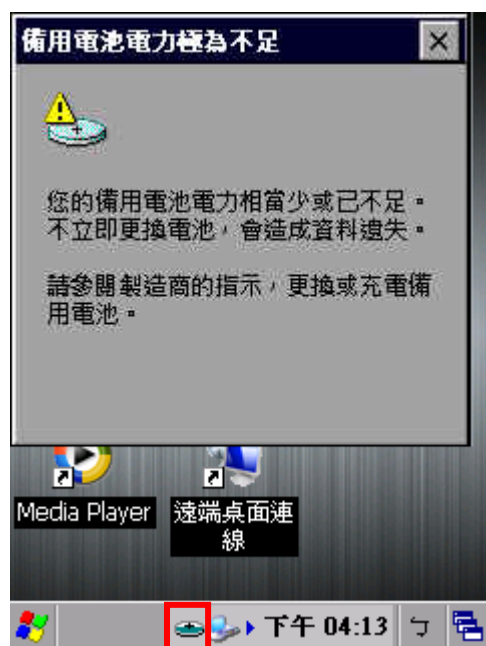 備用電池電力極為不足
您的備用電池電力相當少或已不足。
不立即更換電池，會造成資料遺失。
請參閱製造商的指示，更換或充電備
用電池。
Media Player
遠端桌面連
線
下午 04:13
ㄅ